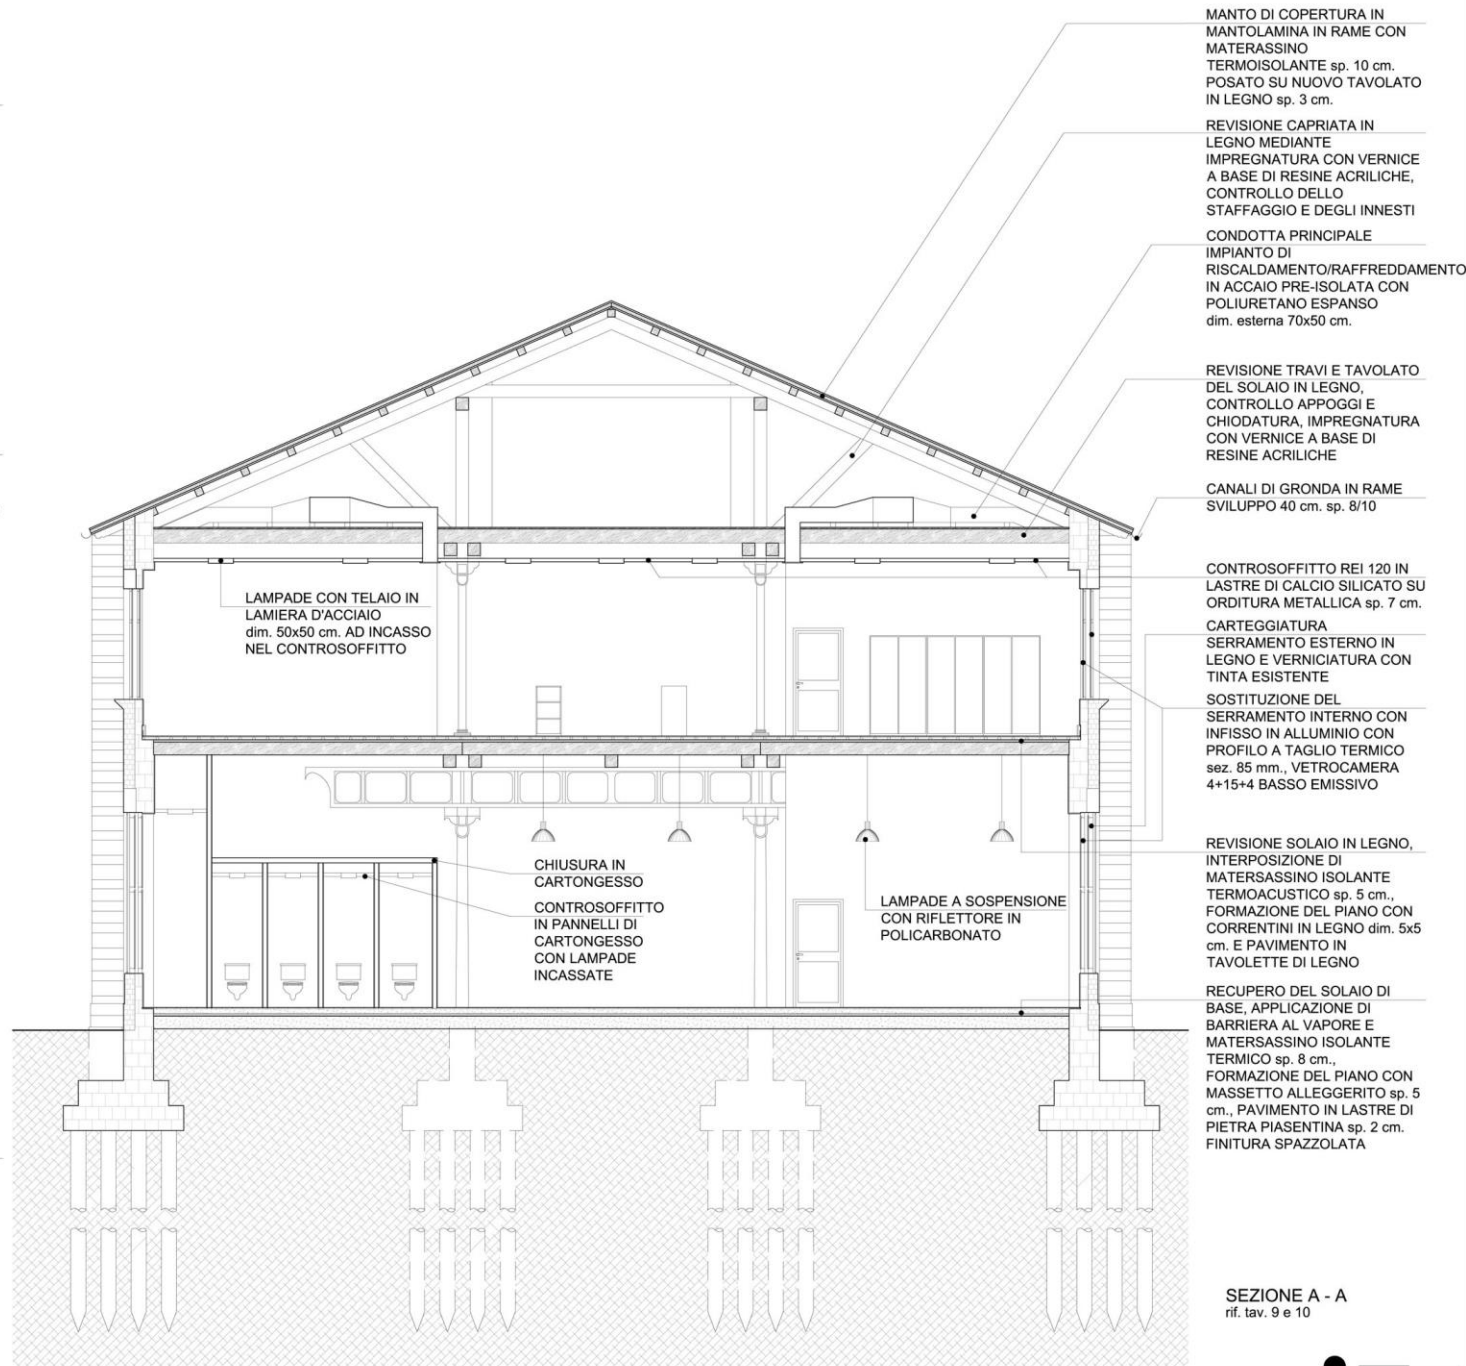 MANTO DI COPERTURA IN
MANTOLAMINA IN RAME CON
MATERASSINO
TERMOISOLANTE sp. 10 cm.
POSATO SU NUOVO TAVOLATO
IN LEGNO sp. 3 cm.
REVISIONE CAPRIATA IN
LEGNO MEDIANTE
IMPREGNATURA CON VERNICE
A BASE DI RESINE ACRILICHE,
CONTROLLO DELLO
STAFFAGGIO E DEGLI INNESTI
CONDOTTA PRINCIPALE
IMPIANTO DI
RISCALDAMENTO/RAFFREDDAMENTO
IN ACCAIO PRE-ISOLATA CON
POLIURETANO ESPANSO
dim. esterna 70x50 cm.
REVISIONE TRAVI E TAVOLATO
DEL SOLAIO IN LEGNO,
CONTROLLO APPOGGI E
CHIODATURA, IMPREGNATURA
CON VERNICE A BASE DI
RESINE ACRILICHE
CANALI DI GRONDA IN RAME
SVILUPPO 40 cm. sp. 8/10
CONTROSOFFITTO REI 120 IN
LASTRE DI CALCIO SILICATO SU
ORDITURA METALLICA sp. 7 cm.
CARTEGGIATURA
SERRAMENTO ESTERNO IN
LEGNO E VERNICIATURA CON
TINTA ESISTENTE
SOSTITUZIONE DEL
SERRAMENTO INTERNO CON
INFISSO IN ALLUMINIO CON
PROFILO A TAGLIO TERMICO
sez. 85 mm., VETROCAMERA
4+15+4 BASSO EMISSIVO
REVISIONE SOLAIO IN LEGNO,
INTERPOSIZIONE DI
MATERSASSINO ISOLANTE
TERMOACUSTICO sp. 5 cm.,
FORMAZIONE DEL PIANO CON
CORRENTINI IN LEGNO dim. 5x5
cm. E PAVIMENTO IN
TAVOLETTE DI LEGNO
RECUPERO DEL SOLAIO DI
BASE, APPLICAZIONE DI
BARRIERA AL VAPORE E
MATERSASSINO ISOLANTE
TERMICO sp. 8 cm.,
FORMAZIONE DEL PIANO CON
MASSETTO ALLEGGERITO sp. 5
cm., PAVIMENTO IN LASTRE DI
PIETRA PIASENTINA sp. 2 cm.
FINITURA SPAZZOLATA
LAMPADE CON TELAIO IN
LAMIERA D'ACCIAIO
dim. 50x50 cm. AD INCASSO
NEL CONTROSOFFITTO
CHIUSURA IN
CARTONGESSO
CONTROSOFFITTO
IN PANNELLI DI
CARTONGESSO
CON LAMPADE
INCASSATE
LAMPADE A SOSPENSIONE
CON RIFLETTORE IN
POLICARBONATO
SEZIONE A - A
rif. tav. 9 e 10